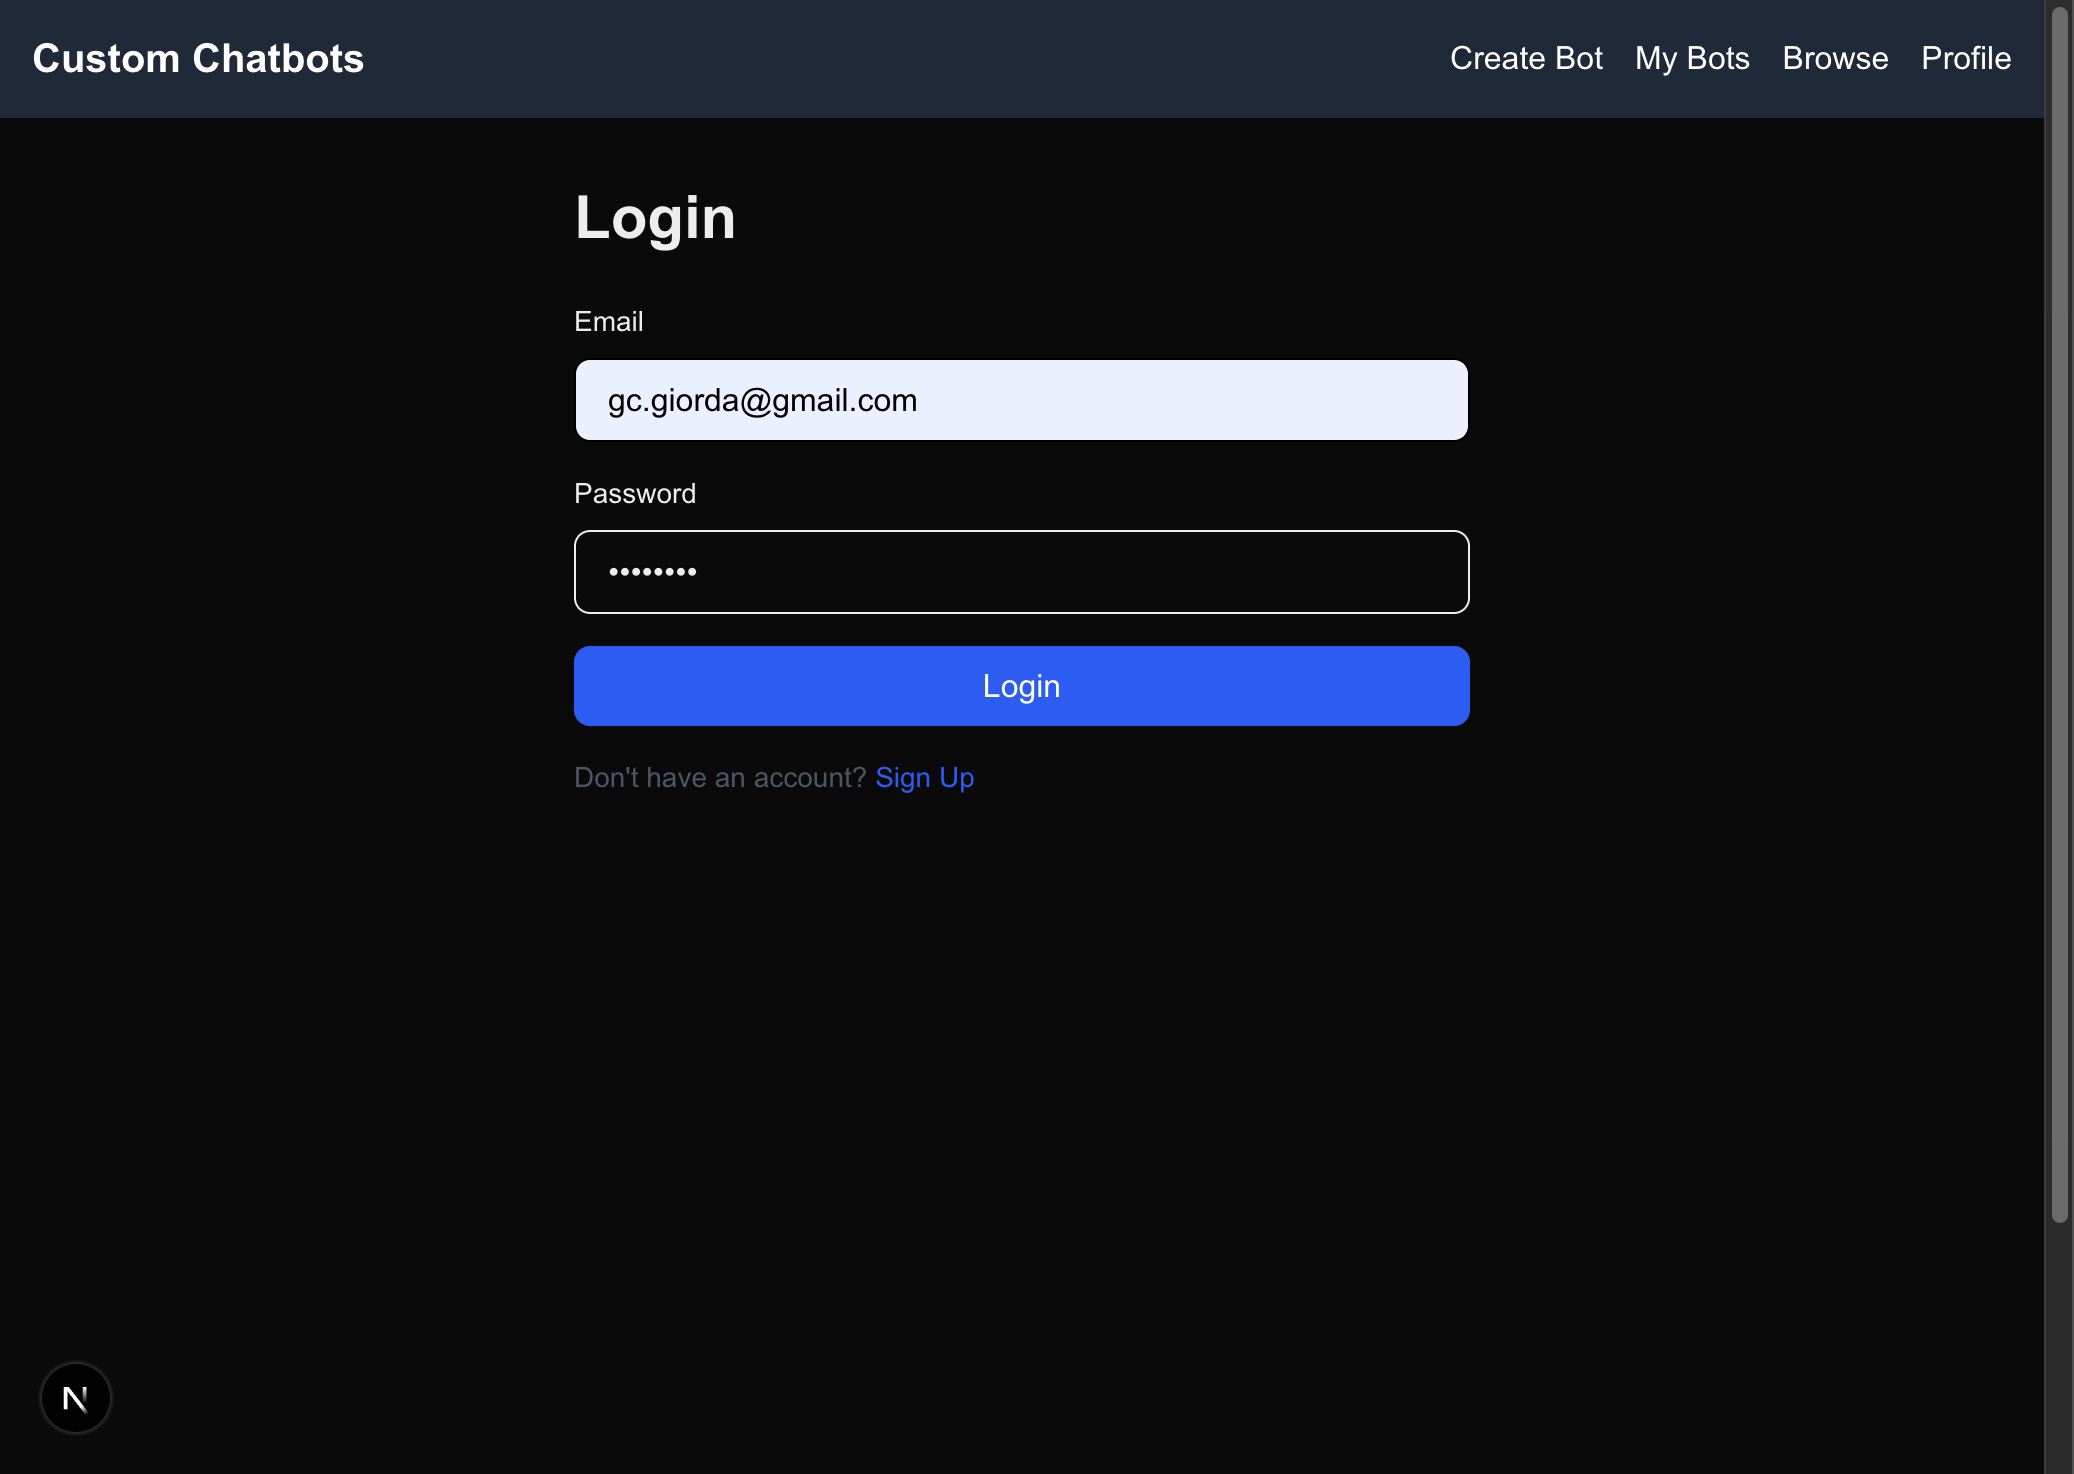 Custom Chatbots
Create Bot My Bots Browse Profile
Login
Email
gc.giorda@gmail.com
Password
••••••••
Login
Don't have an account? Sign Up
N